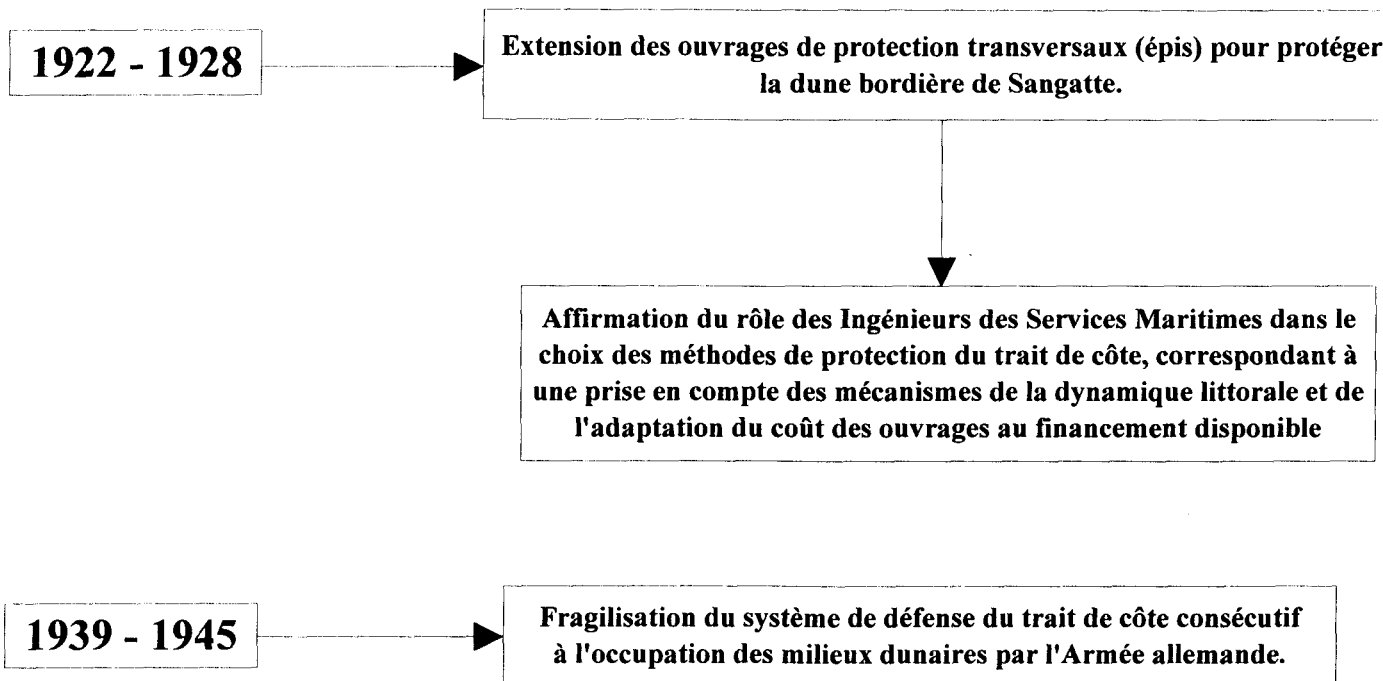 1922 - 1928
Extension des ouvrages de protection transversaux (épis) pour protéger
la dune bordière de Sangatte.
Affirmation du rôle des Ingénieurs des Services Maritimes dans le
choix des méthodes de protection du trait de côte, correspondant à
une prise en compte des mécanismes de la dynamique littorale et de
l'adaptation du coût des ouvrages au financement disponible
1939 - 1945
Fragilisation du système de défense du trait de côte consécutif
à l'occupation des milieux dunaires par l'Armée allemande.